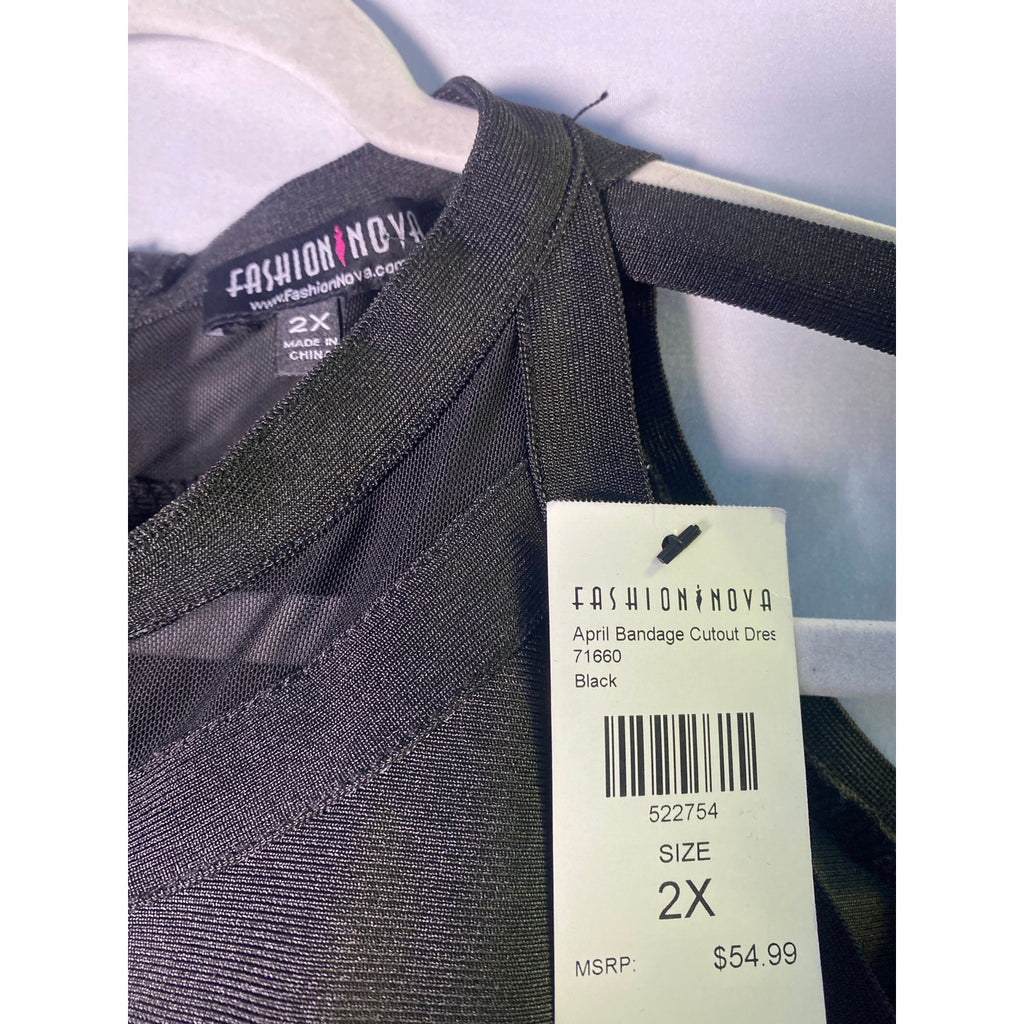 FASHION NOVA
www.FashionNova.com
2X
MADE IN
CHINA
FASHION NOVA
April Bandage Cutout Dres
71660
Black
522754
SIZE
2X
MSRP: $54.99